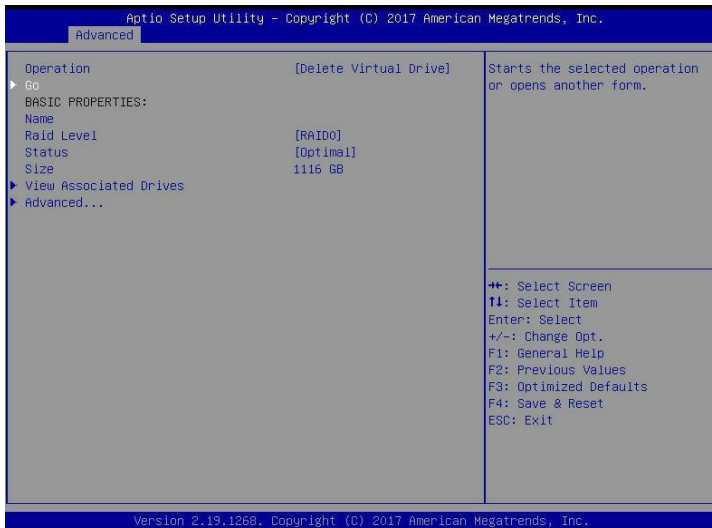 Aptio Setup Utility – Copyright (C) 2017 American Megatrends, Inc.
Advanced
Operation [Delete Virtual Drive]
Go
BASIC PROPERTIES:
Name
Raid Level [RAID0]
Status [Optimal]
Size 1116 GB
View Associated Drives
Advanced...
Starts the selected operation
or opens another form.
→←: Select Screen
↑↓: Select Item
Enter: Select
+/-: Change Opt.
F1: General Help
F2: Previous Values
F3: Optimized Defaults
F4: Save & Reset
ESC: Exit
Version 2.19.1268. Copyright (C) 2017 American Megatrends, Inc.